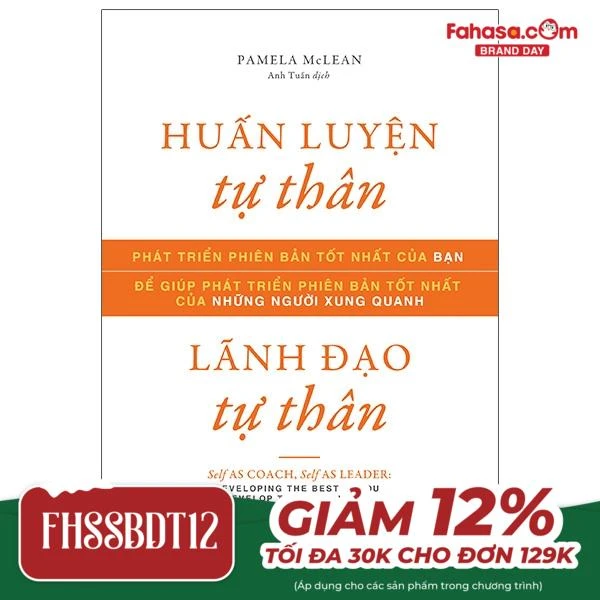 Fahasa.com
BRAND DAY
PAMELA McLEAN
Anh Tuấn dịch
HUẤN LUYỆN
tự thân
PHÁT TRIỂN PHIÊN BẢN TỐT NHẤT CỦA BẠN
ĐỂ GIÚP PHÁT TRIỂN PHIÊN BẢN TỐT NHẤT
CỦA NHỮNG NGƯỜI XUNG QUANH
LÃNH ĐẠO
tự thân
Self AS COACH, Self AS LEADER:
DEVELOPING THE BEST
FHSSBDT12
GIẢM 12%
TỐI ĐA 30K CHO ĐƠN 129K
(Áp dụng cho các sản phẩm trong chương trình)